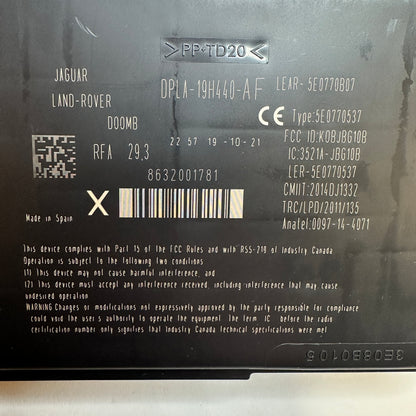 >PP-TD20<
JAGUAR
LAND-ROVER
DPLA-19H440-AF
LEAR- 5E0770B07
D00MB
CE Type:5E0770537
22 57 19-10-21
FCC ID:KOBJBG10B
RFA 29,3
IC:3521A-JBG10B
LER-5E0770537
8632001781
CMIIT:2014DJ1332
X
TRC/LPD/2011/135
Made in Spain
Anatel:0097-14-4071
This device complies with Part 15 of the FCC Rules and with RSS-210 of Industry Canada
Operation is subject to the following two conditions
(1) This device may not cause harmful interference, and
(2) This device must accept any interference received, including interference that may cause
undesired operation
WARNING Changes or modifications not expressively approved by the party responsible for compliance
could void the user's authority to operate the equipment. The term IC before the radio
certification number only signifies that Industry Canada technical specifications were met
3E08B0105